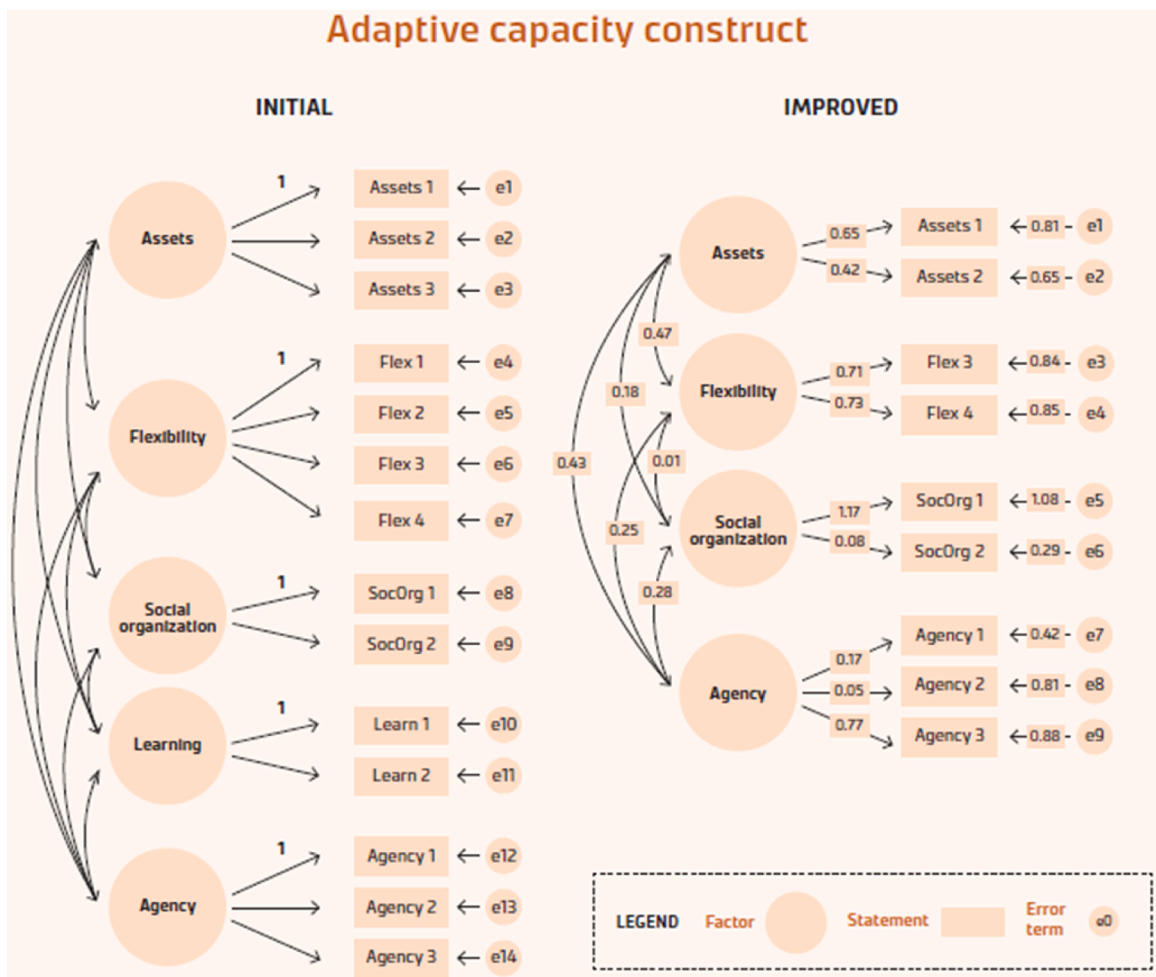 Adaptive capacity construct
INITIAL
Assets
1
Assets 1
e1
Assets 2
e2
Assets 3
e3
Flexibility
1
Flex 1
e4
Flex 2
e5
Flex 3
e6
Flex 4
e7
Social
organization
1
SocOrg 1
e8
SocOrg 2
e9
Learning
1
Learn 1
e10
Learn 2
e11
Agency
1
Agency 1
e12
Agency 2
e13
Agency 3
e14
IMPROVED
Assets
0.65
Assets 1
0.81
e1
0.42
Assets 2
0.65
e2
0.47
0.18
Flexibility
0.71
Flex 3
0.84
e3
0.73
Flex 4
0.85
e4
0.43
0.01
0.25
Social
organization
1.17
SocOrg 1
1.08
e5
0.08
SocOrg 2
0.29
e6
0.28
Agency
0.17
Agency 1
0.42
e7
0.05
Agency 2
0.81
e8
0.77
Agency 3
0.88
e9
LEGEND
Factor
Statement
Error
term
e0